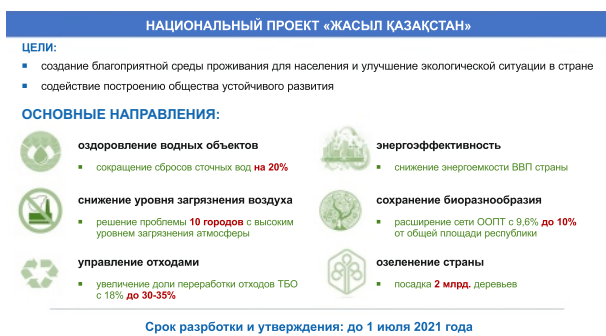 НАЦИОНАЛЬНЫЙ ПРОЕКТ «ЖАСЫЛ ҚАЗАҚСТАН»
ЦЕЛИ:
создание благоприятной среды проживания для населения и улучшение экологической ситуации в стране
содействие построению общества устойчивого развития
ОСНОВНЫЕ НАПРАВЛЕНИЯ:
оздоровление водных объектов
сокращение сбросов сточных вод на 20%
снижение уровня загрязнения воздуха
решение проблемы 10 городов с высоким
уровнем загрязнения атмосферы
управление отходами
увеличение доли переработки отходов ТБО
с 18% до 30-35%
энергоэффективность
снижение энергоемкости ВВП страны
сохранение биоразнообразия
расширение сети ООПТ с 9,6% до 10%
от общей площади республики
озеленение страны
посадка 2 млрд. деревьев
Срок разрботки и утверждения: до 1 июля 2021 года